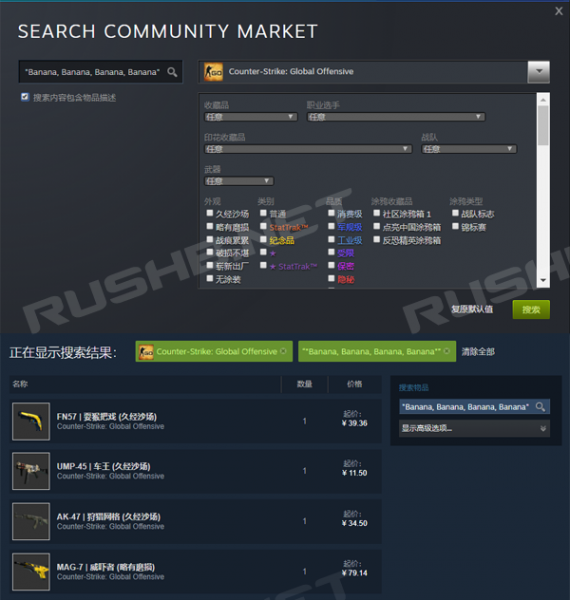 X
SEARCH COMMUNITY MARKET
"Banana, Banana, Banana, Banana"
Counter-Strike: Global Offensive
搜索内容包含物品描述
收藏品 职业选手
任意 任意
印花收藏品 战队
任意 任意
武器
任意
外观 类别 品质 涂鸦收藏品 涂鸦类型
久经沙场 普通 消费级 社区涂鸦箱 1 战队标志
略有磨损 StatTrak™ 军规级 点亮中国涂鸦箱 锦标赛
战痕累累 纪念品 工业级 反恐精英涂鸦箱
破损不堪 ★ 受限
崭新出厂 ★ StatTrak™ 保密
无涂装 隐秘
复原默认值 搜索
正在显示搜索结果: Counter-Strike: Global Offensive ""Banana, Banana, Banana, Banana"" 清除全部
名称 数量 价格
搜索物品
"Banana, Banana, Banana, Banana"
显示高级选项...
FN57 | 耍猴把戏 (久经沙场)
Counter-Strike: Global Offensive
1
起价:
¥ 39.36
UMP-45 | 车王 (久经沙场)
Counter-Strike: Global Offensive
1
起价:
¥ 11.50
AK-47 | 狩猎网格 (久经沙场)
Counter-Strike: Global Offensive
1
起价:
¥ 34.50
MAG-7 | 威吓者 (略有磨损)
Counter-Strike: Global Offensive
1
起价:
¥ 79.14